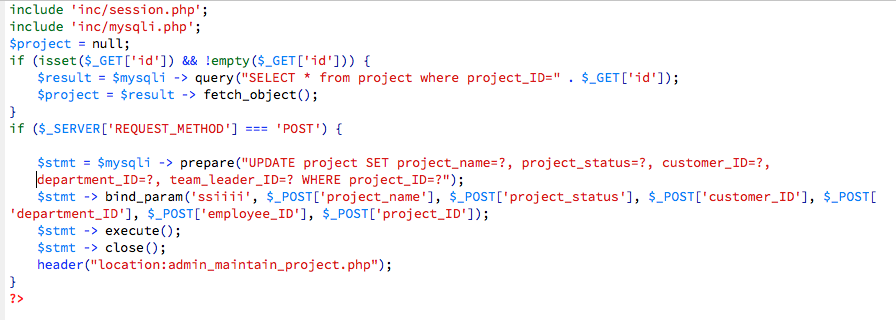 include 'inc/session.php';
include 'inc/mysqli.php';
$project = null;
if (isset($_GET['id']) && !empty($_GET['id'])) {
$result = $mysqli -> query("SELECT * from project where project_ID=" . $_GET['id']);
$project = $result -> fetch_object();
}
if ($_SERVER['REQUEST_METHOD'] === 'POST') {
$stmt = $mysqli -> prepare("UPDATE project SET project_name=?, project_status=?, customer_ID=?,
department_ID=?, team_leader_ID=? WHERE project_ID=?");
$stmt -> bind_param('ssiiii', $_POST['project_name'], $_POST['project_status'], $_POST['customer_ID'], $_POST[
'department_ID'], $_POST['employee_ID'], $_POST['project_ID']);
$stmt -> execute();
$stmt -> close();
header("location:admin_maintain_project.php");
}
?>